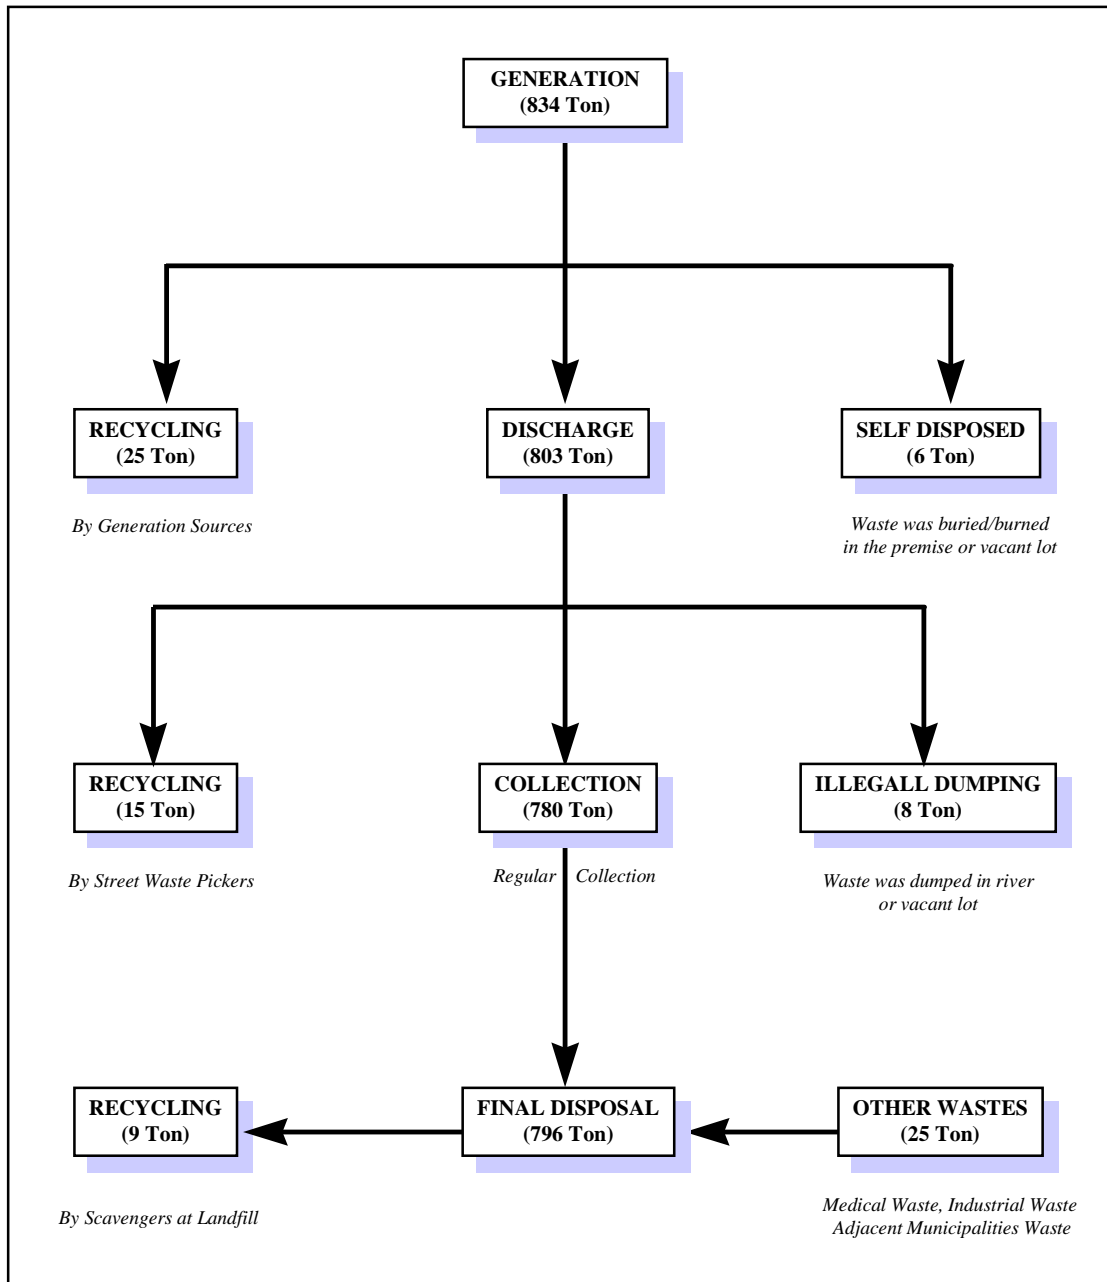 GENERATION
(834 Ton)
RECYCLING
(25 Ton)
DISCHARGE
(803 Ton)
SELF DISPOSED
(6 Ton)
By Generation Sources
Waste was buried/burned
in the premise or vacant lot
RECYCLING
(15 Ton)
COLLECTION
(780 Ton)
ILLEGALL DUMPING
(8 Ton)
By Street Waste Pickers
Regular Collection
Waste was dumped in river
or vacant lot
RECYCLING
(9 Ton)
FINAL DISPOSAL
(796 Ton)
OTHER WASTES
(25 Ton)
By Scavengers at Landfill
Medical Waste, Industrial Waste
Adjacent Municipalities Waste